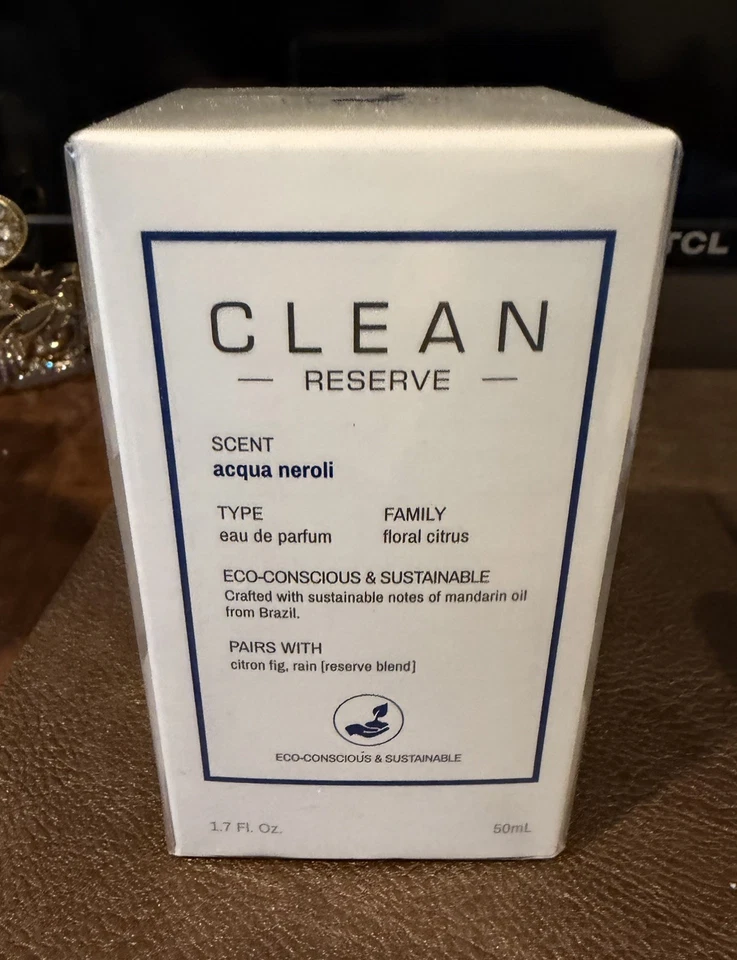 CLEAN
RESERVE
SCENT
acqua neroli
TYPE FAMILY
eau de parfum floral citrus
ECO-CONSCIOUS & SUSTAINABLE
Crafted with sustainable notes of mandarin oil
from Brazil.
PAIRS WITH
citron fig, rain [reserve blend]
ECO-CONSCIOUS & SUSTAINABLE
1.7 Fl. Oz. 50mL
TCL